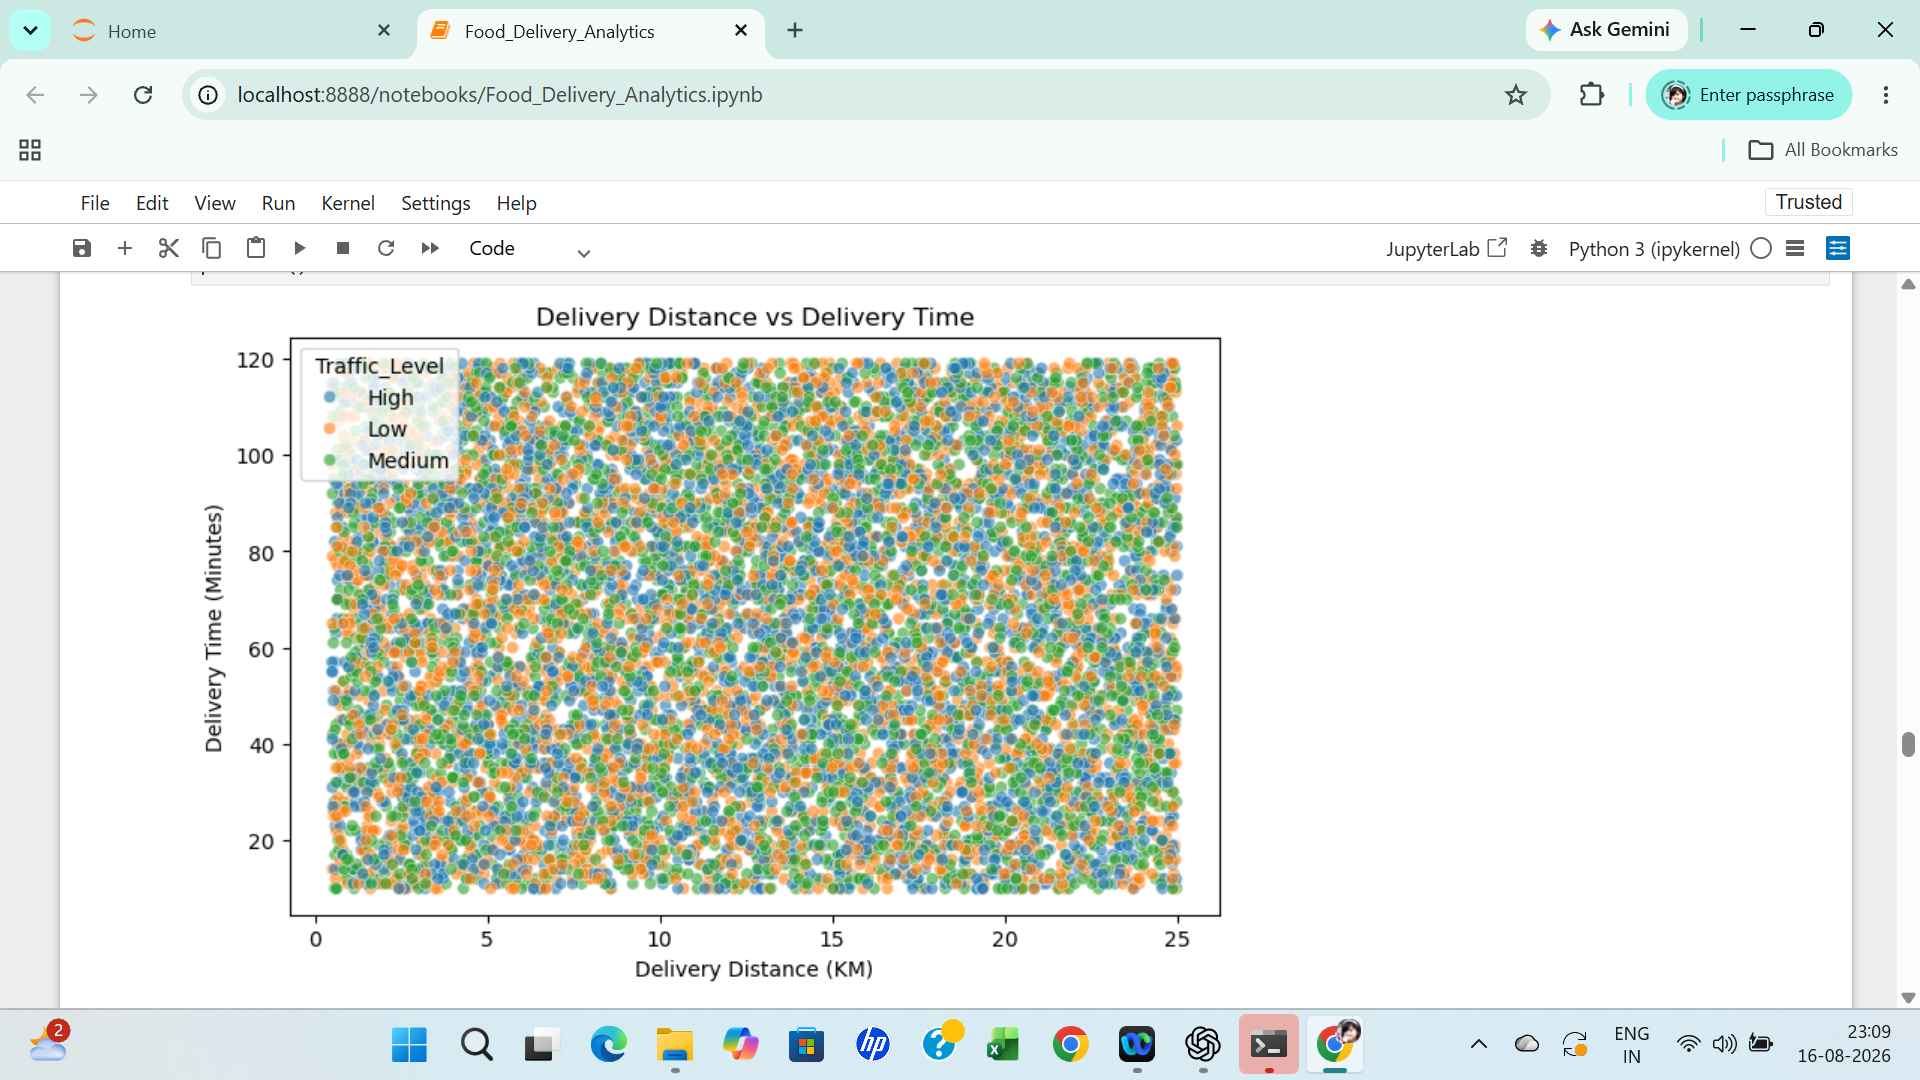 Home
Food_Delivery_Analytics
Ask Gemini
localhost:8888/notebooks/Food_Delivery_Analytics.ipynb
Enter passphrase
All Bookmarks
File Edit View Run Kernel Settings Help
Trusted
Code
JupyterLab
Python 3 (ipykernel)
Delivery Distance vs Delivery Time
Traffic_Level
High
Low
Medium
120
100
80
60
40
20
Delivery Time (Minutes)
0 5 10 15 20 25
Delivery Distance (KM)
2
hp
ENG
IN
23:09
16-08-2026